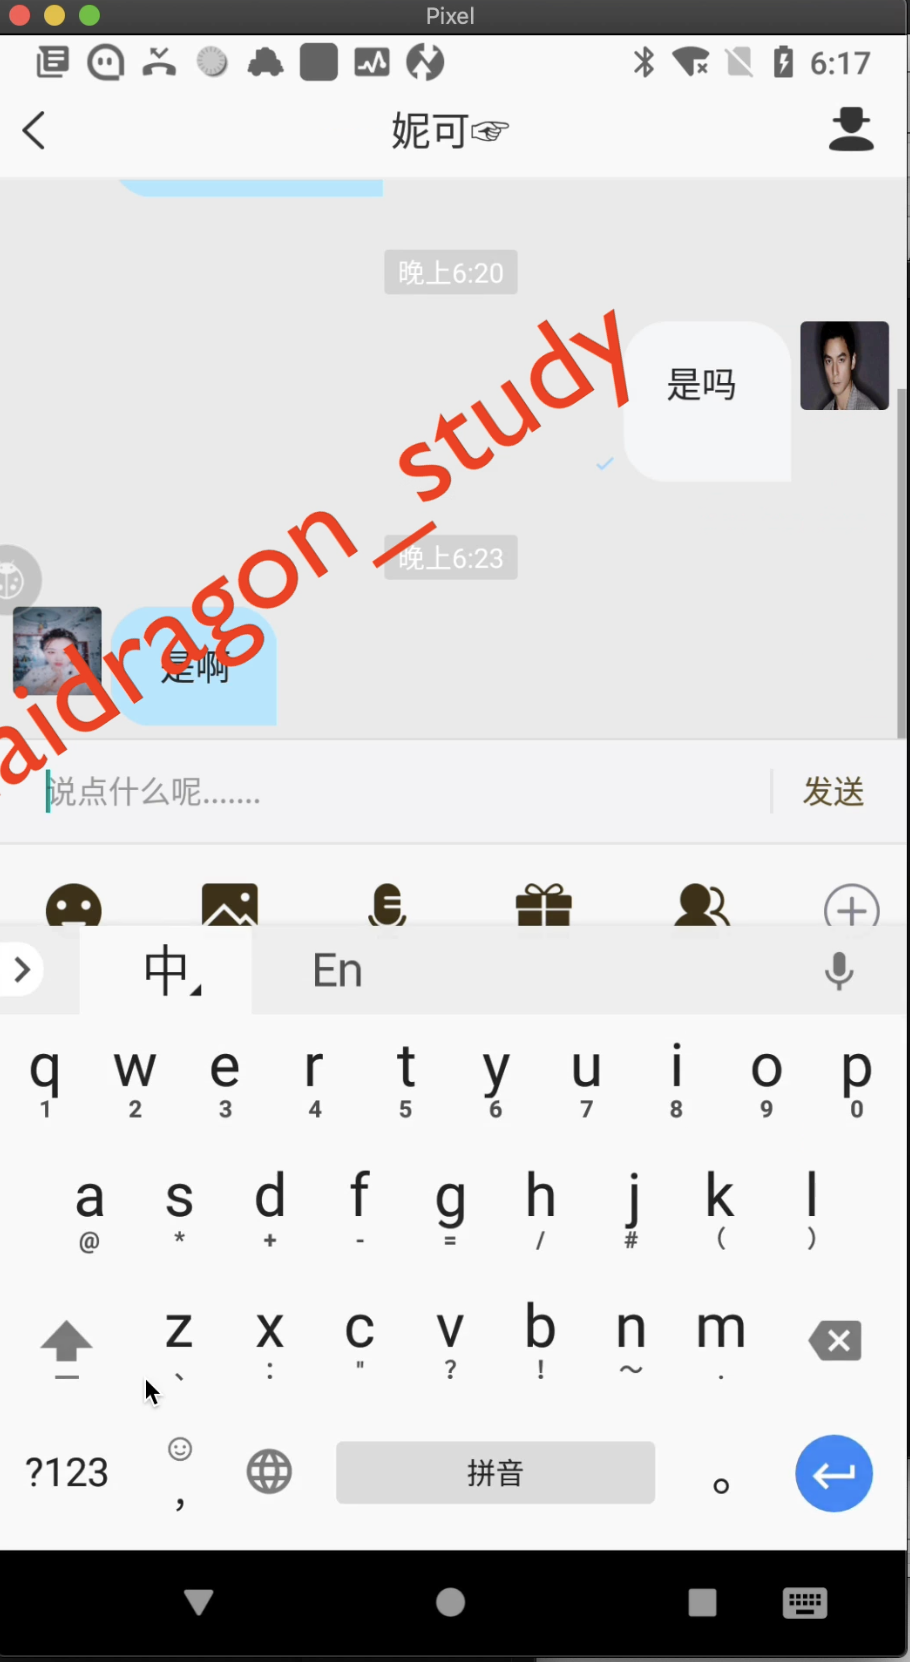 Pixel
6:17
妮可☞
晚上6:20
是吗
aidragon_study
晚上6:23
是啊
说点什么呢.......
发送
中
En
q w e r t y u i o p
1 2 3 4 5 6 7 8 9 0
a s d f g h j k l
@ * + - = / # ( )
z x c v b n m
、 : " ? ! ～ .
?123
,
拼音
。